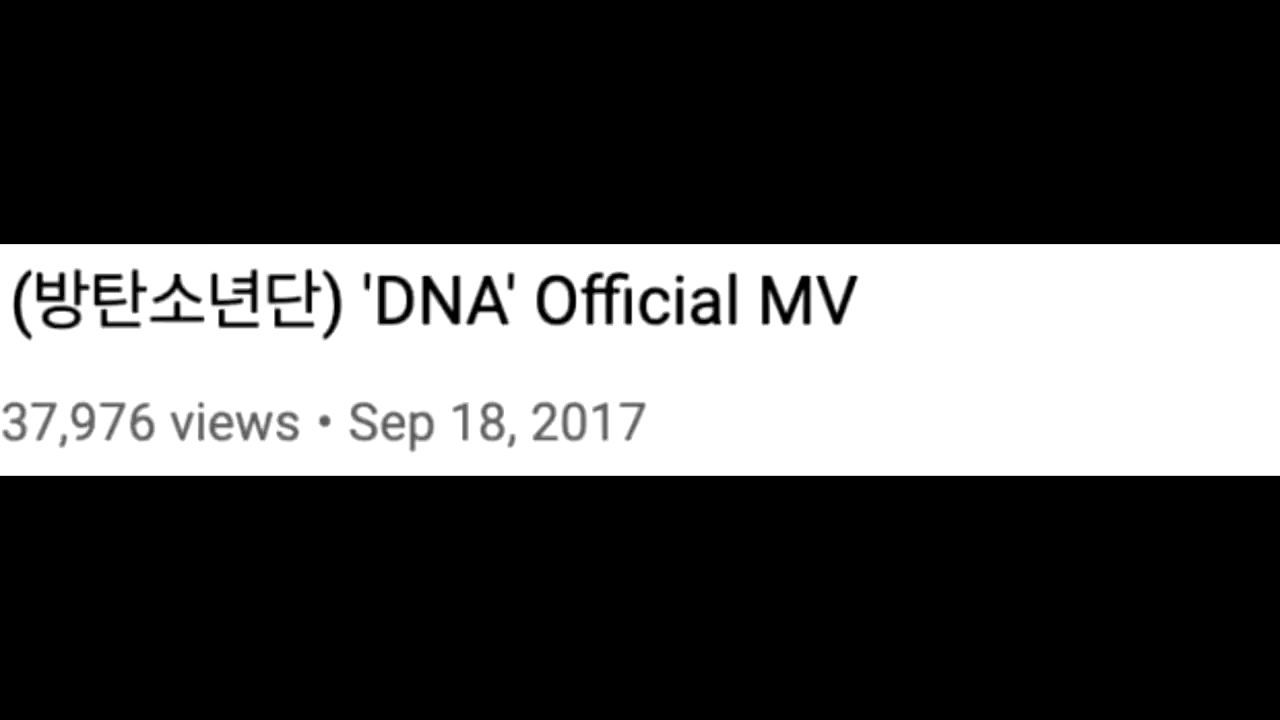 (방탄소년단) 'DNA' Official MV
37,976 views • Sep 18, 2017